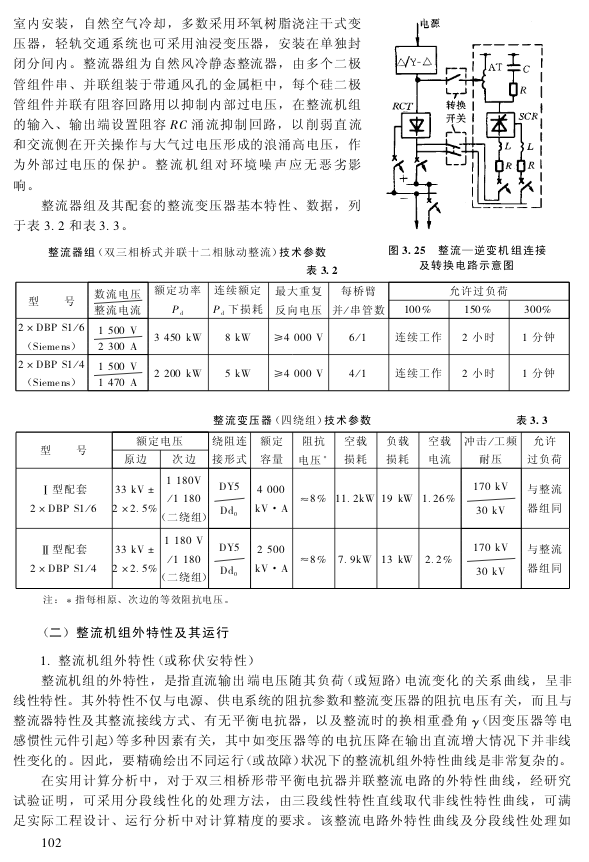 室内安装，自然空气冷却，多数采用环氧树脂浇注干式变
压器，轻轨交通系统也可采用油浸变压器，安装在单独封
闭分间内。整流器组为自然风冷静态整流器，由多个二极
管组件串、并联组装于带通风孔的金属柜中，每个硅二极
管组件并联有阻容回路用以抑制内部过电压，在整流机组
的输入、输出端设置阻容 RC 涌流抑制回路，以削弱直流
和交流侧在开关操作与大气过电压形成的浪涌高电压，作
为外部过电压的保护。整流机组对环境噪声应无恶劣影
响。
整流器组及其配套的整流变压器基本特性、数据，列
于表 3. 2 和表 3. 3。
电源
△/Y-△
AT
C
R
转换
开关
RCT
SCR
L
L
R
R
+
−
图 3. 25 整流—逆变机组连接
及转换电路示意图
整流器组（双三相桥式并联十二相脉动整流）技术参数
表 3. 2
型 号
数流电压
整流电流
额定功率
Pd
连续额定
Pd 下损耗
最大重复
反向电压
每桥臂
并/串管数
允许过负荷
100% 150% 300%
2 × DBP S1/6
（Siemens）
1 500 V
2 300 A
3 450 kW 8 kW ≥4 000 V 6/1 连续工作 2 小时 1 分钟
2 × DBP S1/4
（Siemens）
1 500 V
1 470 A
2 200 kW 5 kW ≥4 000 V 4/1 连续工作 2 小时 1 分钟
整流变压器（四绕组）技术参数 表 3. 3
型 号
额定电压
原边 次边
绕阻连
接形式
额定
容量
阻抗
电压*
空载
损耗
负载
损耗
空载
电流
冲击/工频
耐压
允许
过负荷
Ⅰ型配套
2 × DBP S1/6
33 kV ±
2 × 2. 5%
1 180V
/1 180
（二绕组）
DY5
Dd0
4 000
kV・A
≈8% 11. 2kW 19 kW 1. 26%
170 kV
30 kV
与整流
器组同
Ⅱ型配套
2 × DBP S1/4
33 kV ±
2 × 2. 5%
1 180 V
/1 180
（二绕组）
DY5
Dd0
2 500
kV・A
≈8% 7. 9kW 13 kW 2. 2%
170 kV
30 kV
与整流
器组同
注：* 指每相原、次边的等效阻抗电压。
（二）整流机组外特性及其运行
1. 整流机组外特性（或称伏安特性）
整流机组的外特性，是指直流输出端电压随其负荷（或短路）电流变化的关系曲线，呈非
线性特性。其外特性不仅与电源、供电系统的阻抗参数和整流变压器的阻抗电压有关，而且与
整流器特性及其整流接线方式、有无平衡电抗器，以及整流时的换相重叠角 γ（因变压器等电
感惯性元件引起）等多种因素有关，其中如变压器等的电抗压降在输出直流增大情况下并非线
性变化的。因此，要精确绘出不同运行（或故障）状况下的整流机组外特性曲线是非常复杂的。
在实用计算分析中，对于双三相桥形带平衡电抗器并联整流电路的外特性曲线，经研究
试验证明，可采用分段线性化的处理方法，由三段线性特性直线取代非线性特性曲线，可满
足实际工程设计、运行分析中对计算精度的要求。该整流电路外特性曲线及分段线性处理如
102